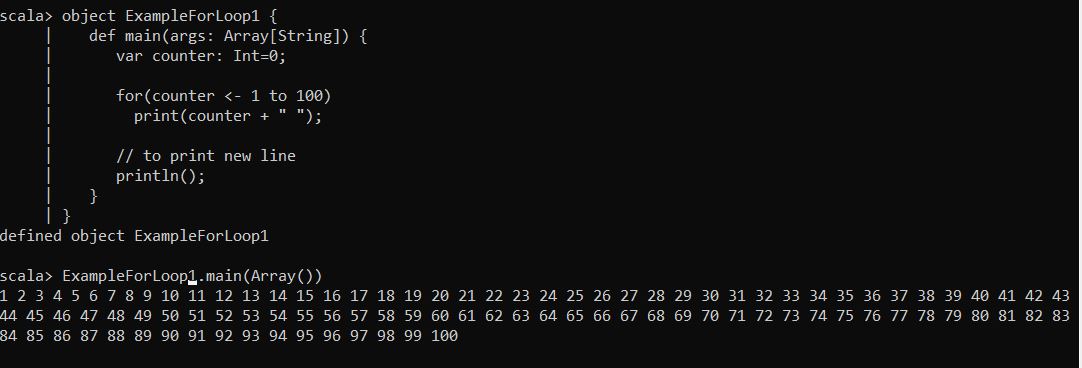 scala> object ExampleForLoop1 {
     |    def main(args: Array[String]) {
     |       var counter: Int=0;
     |
     |       for(counter <- 1 to 100)
     |         print(counter + " ");
     |
     |       // to print new line
     |       println();
     |    }
     | }
defined object ExampleForLoop1

scala> ExampleForLoop1.main(Array())
1 2 3 4 5 6 7 8 9 10 11 12 13 14 15 16 17 18 19 20 21 22 23 24 25 26 27 28 29 30 31 32 33 34 35 36 37 38 39 40 41 42 43
44 45 46 47 48 49 50 51 52 53 54 55 56 57 58 59 60 61 62 63 64 65 66 67 68 69 70 71 72 73 74 75 76 77 78 79 80 81 82 83
84 85 86 87 88 89 90 91 92 93 94 95 96 97 98 99 100